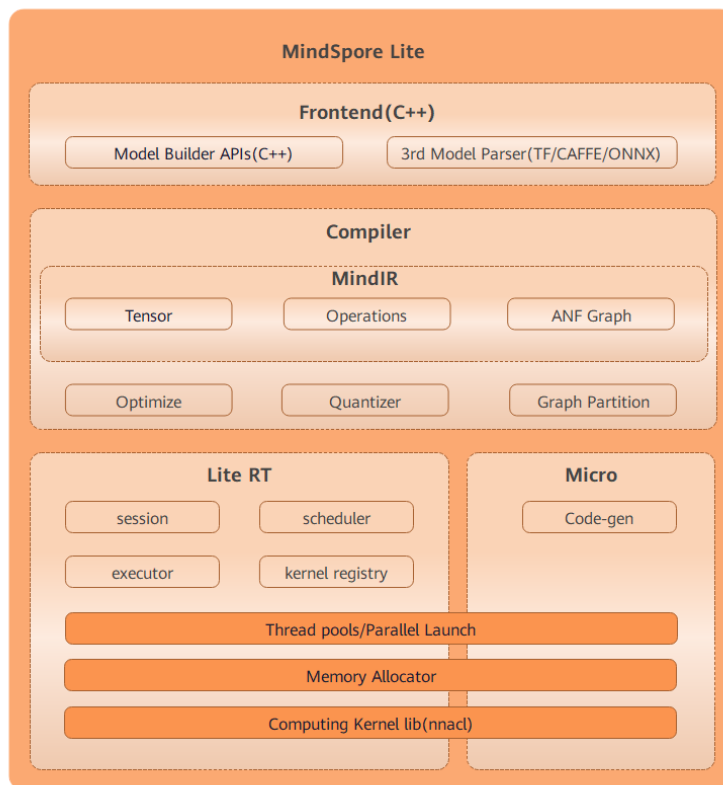 MindSpore Lite
Frontend(C++)
Model Builder APIs(C++)
3rd Model Parser(TF/CAFFE/ONNX)
Compiler
MindIR
Tensor
Operations
ANF Graph
Optimize
Quantizer
Graph Partition
Lite RT
Micro
session
scheduler
Code-gen
executor
kernel registry
Thread pools/Parallel Launch
Memory Allocator
Computing Kernel lib(nnacl)